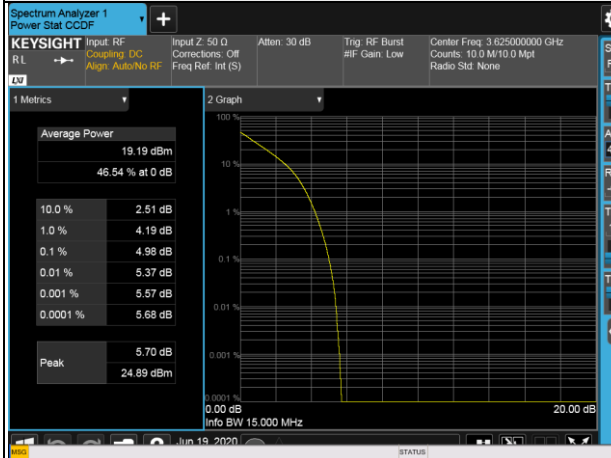 Spectrum Analyzer 1
Power Stat CCDF
KEYSIGHT
R L
LXI
Input: RF
Coupling: DC
Align: Auto/No RF
Input Z: 50 Ω
Corrections: Off
Freq Ref: Int (S)
Atten: 30 dB
Trig: RF Burst
#IF Gain: Low
Center Freq: 3.625000000 GHz
Counts: 10.0 M/10.0 Mpt
Radio Std: None
1 Metrics
Average Power
19.19 dBm
46.54 % at 0 dB
10.0 % 2.51 dB
1.0 % 4.19 dB
0.1 % 4.98 dB
0.01 % 5.37 dB
0.001 % 5.57 dB
0.0001 % 5.68 dB
Peak
5.70 dB
24.89 dBm
2 Graph
100 %
10 %
1 %
0.1 %
0.01 %
0.001 %
0.0001 %
0.00 dB 20.00 dB
Info BW 15.000 MHz
Jun 19, 2020
MSG STATUS